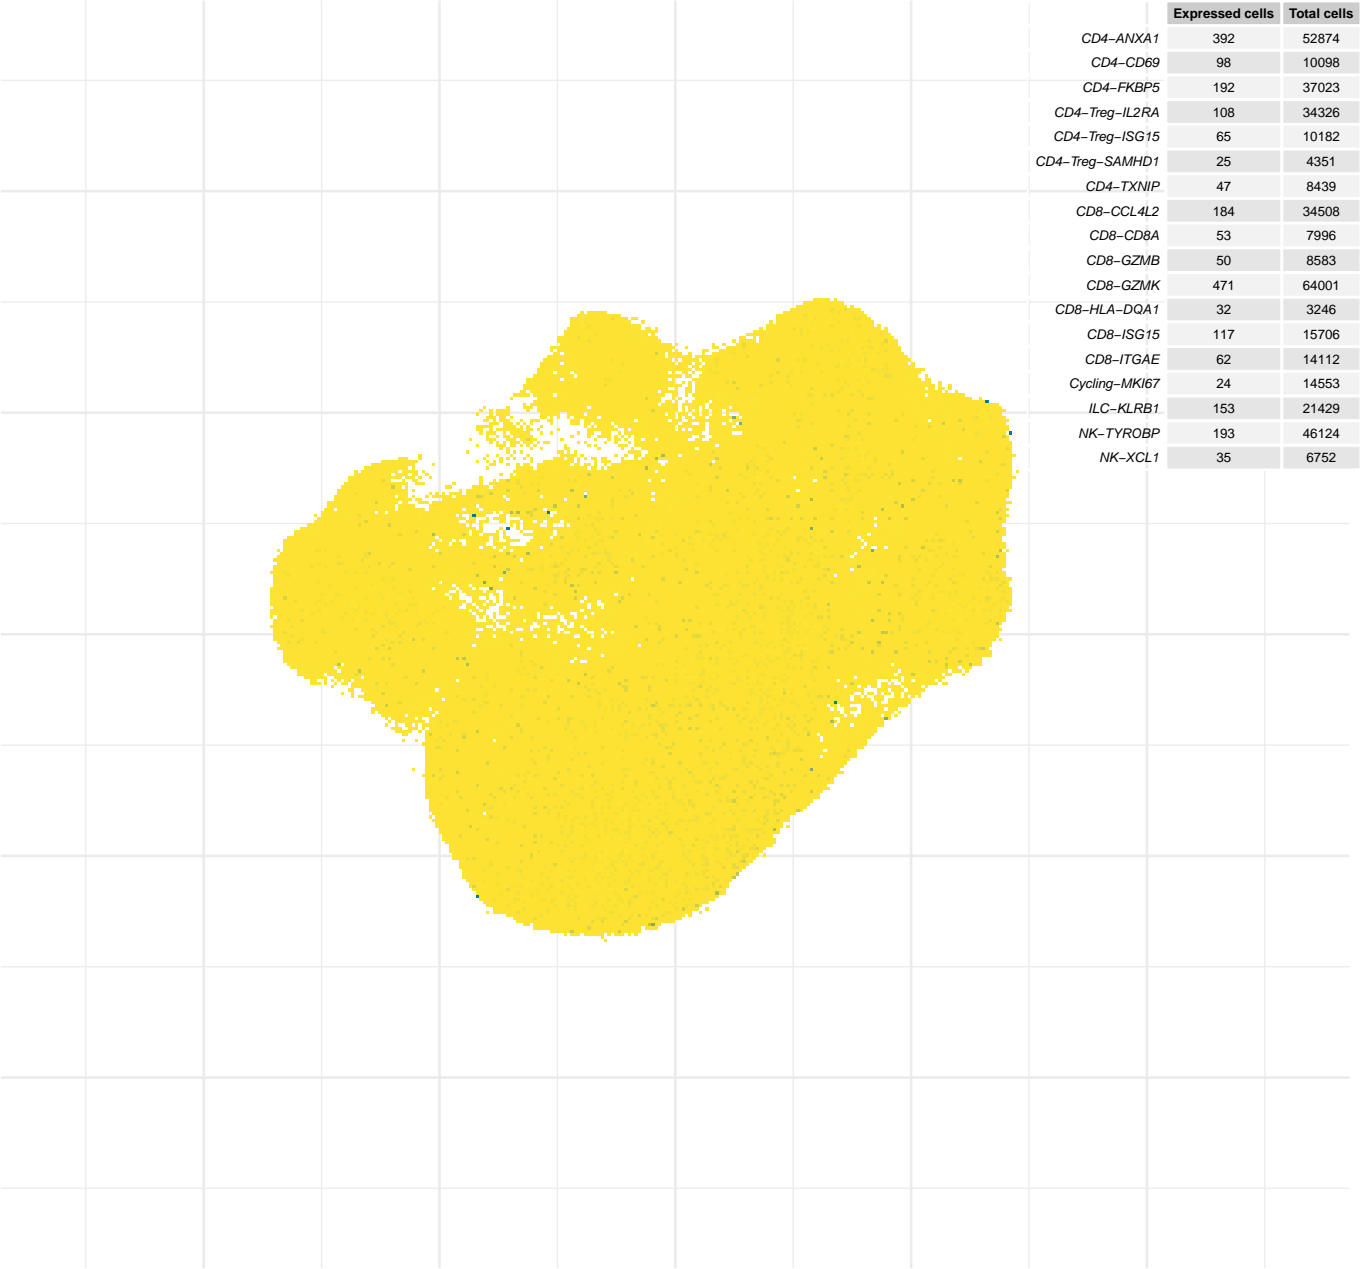 Expressed cells Total cells
CD4−ANXA1 392 52874
CD4−CD69 98 10098
CD4−FKBP5 192 37023
CD4−Treg−IL2RA 108 34326
CD4−Treg−ISG15 65 10182
CD4−Treg−SAMHD1 25 4351
CD4−TXNIP 47 8439
CD8−CCL4L2 184 34508
CD8−CD8A 53 7996
CD8−GZMB 50 8583
CD8−GZMK 471 64001
CD8−HLA−DQA1 32 3246
CD8−ISG15 117 15706
CD8−ITGAE 62 14112
Cycling−MKI67 24 14553
ILC−KLRB1 153 21429
NK−TYROBP 193 46124
NK−XCL1 35 6752